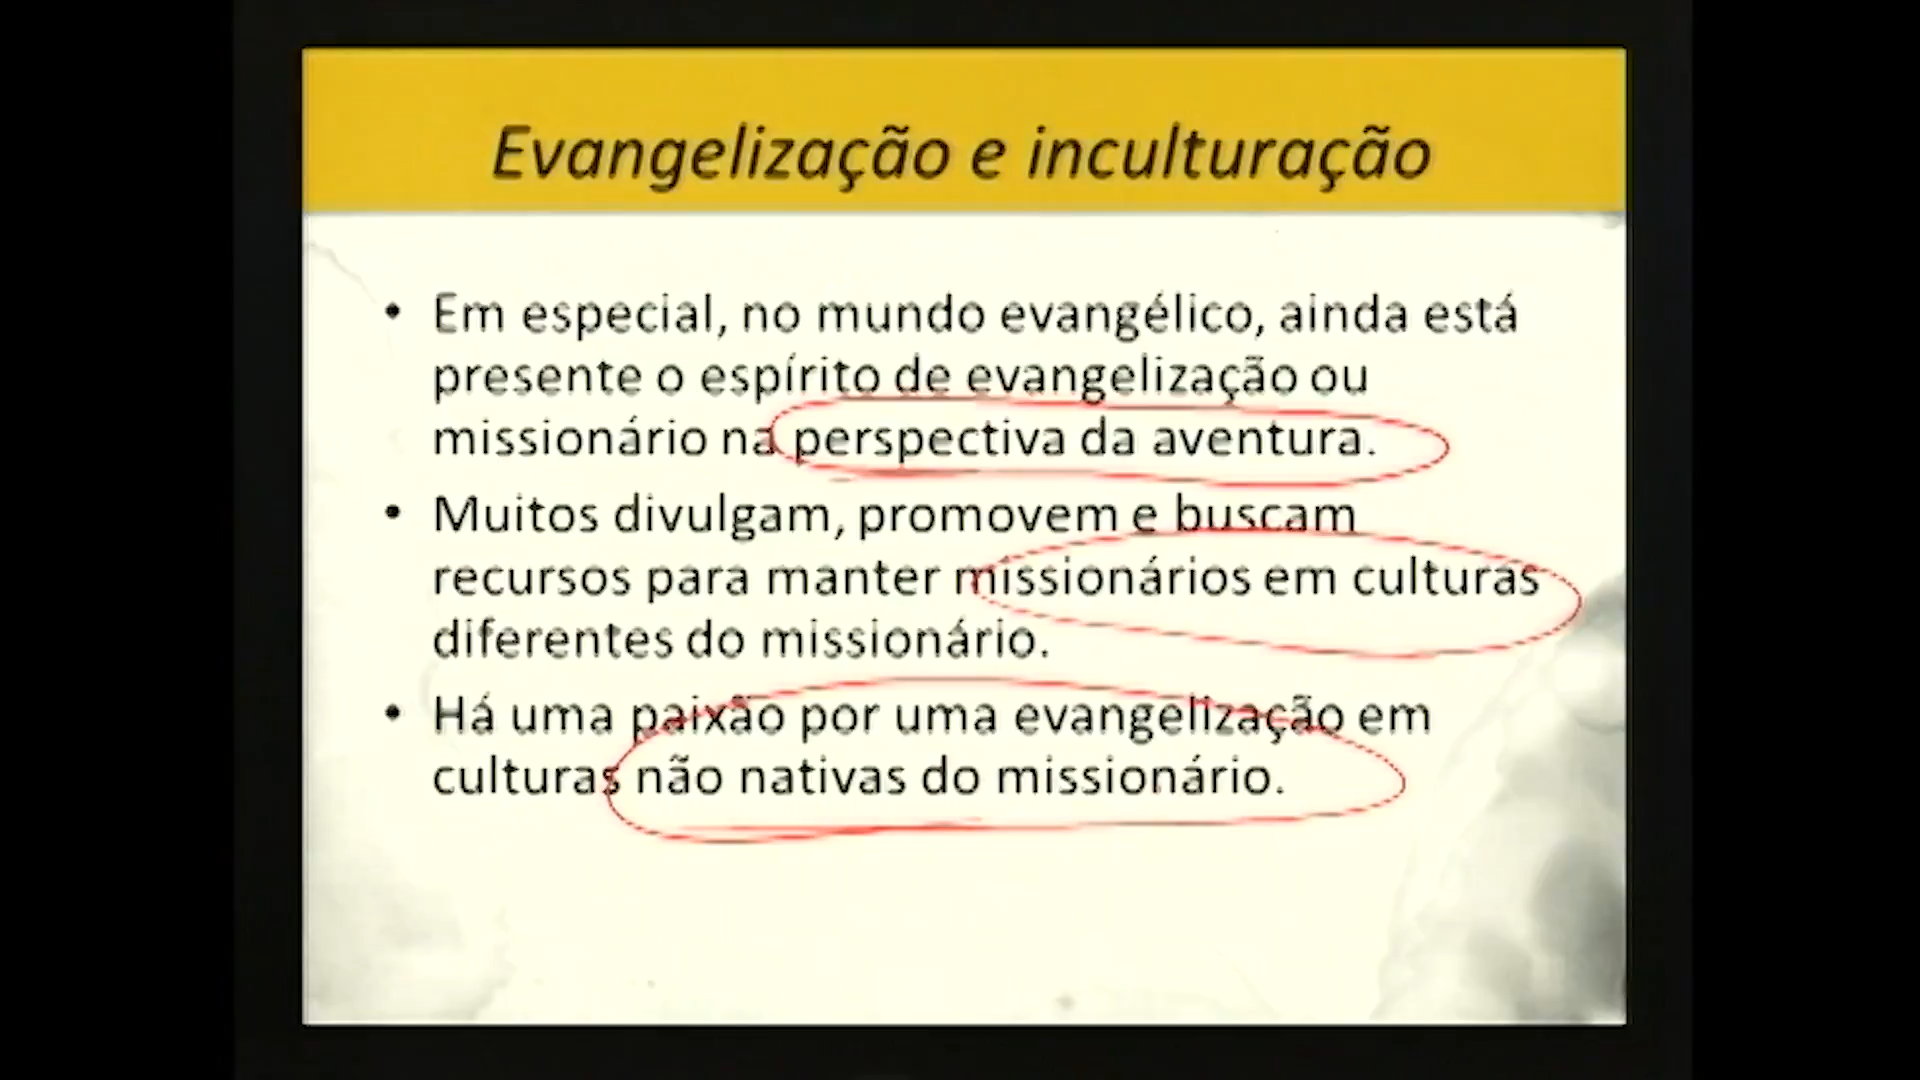 Evangelização e inculturação
• Em especial, no mundo evangélico, ainda está
presente o espírito de evangelização ou
missionário na perspectiva da aventura.
• Muitos divulgam, promovem e buscam
recursos para manter missionários em culturas
diferentes do missionário.
• Há uma paixão por uma evangelização em
culturas não nativas do missionário.